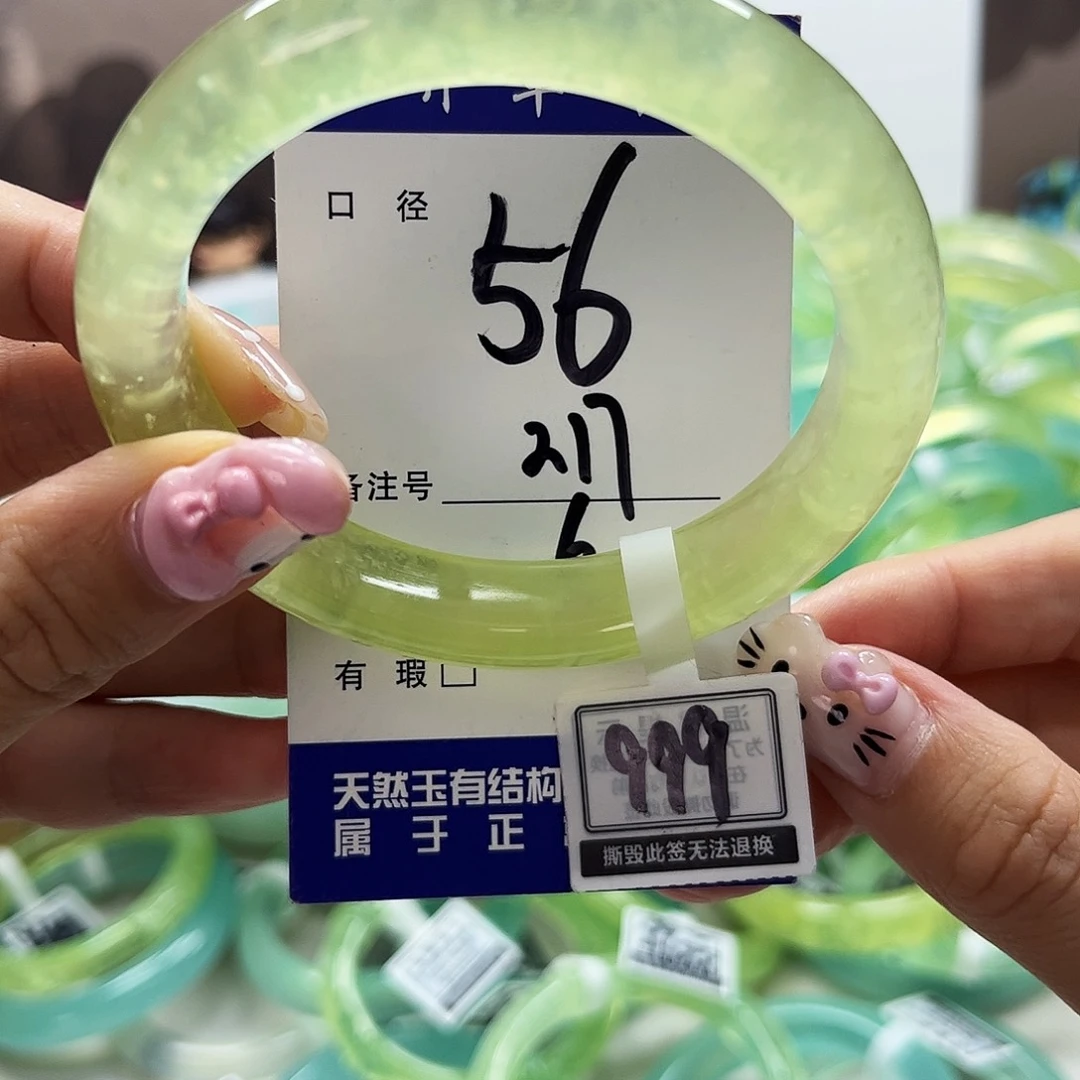 口 径
56
备注号
6
有 瑕
天然玉有结构
属 于 正
999
撕毁此签无法退换